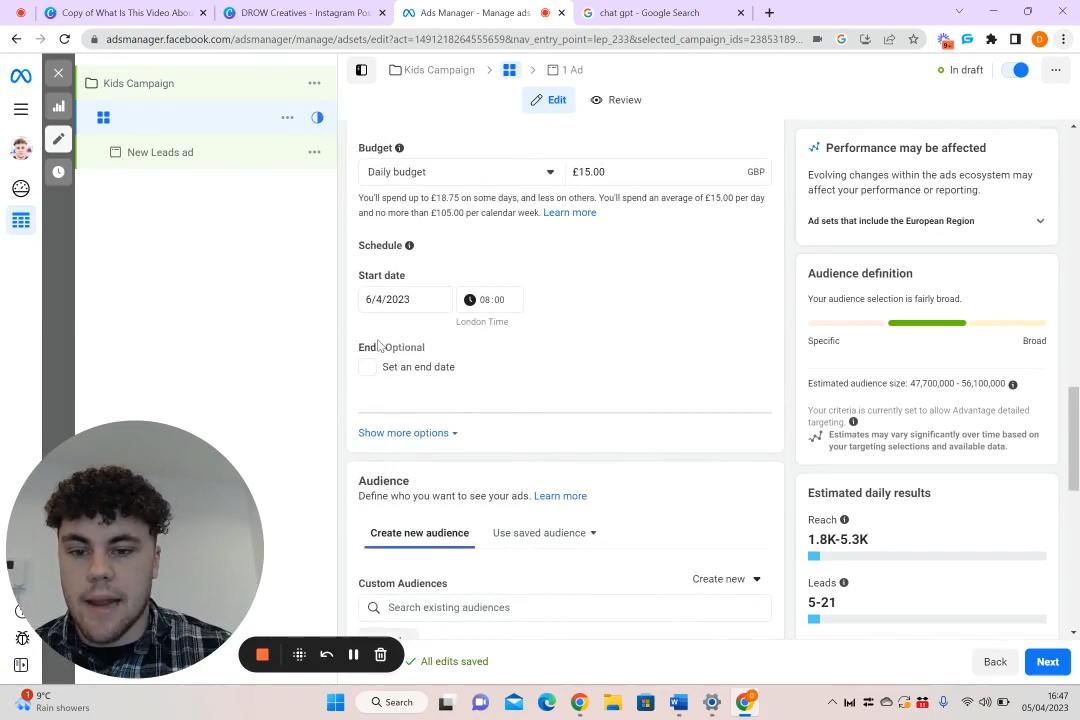 Copy of What Is This Video Abou
DROW Creatives - Instagram Pos
Ads Manager - Manage ads
chat gpt - Google Search
adsmanager.facebook.com/adsmanager/manage/adsets/edit?act=1491218264555659&nav_entry_point=lep_233&selected_campaign_ids=23853189...
9+
D
Kids Campaign
1 Ad
In draft
Kids Campaign
Edit
Review
New Leads ad
Budget
Daily budget
£15.00
GBP
You'll spend up to £18.75 on some days, and less on others. You'll spend an average of £15.00 per day
and no more than £105.00 per calendar week. Learn more
Schedule
Start date
6/4/2023
08:00
London Time
End
Optional
Set an end date
Show more options
Audience
Define who you want to see your ads. Learn more
Create new audience
Use saved audience
Custom Audiences
Create new
Search existing audiences
All edits saved
Performance may be affected
Evolving changes within the ads ecosystem may
affect your performance or reporting.
Ad sets that include the European Region
Audience definition
Your audience selection is fairly broad.
Specific
Broad
Estimated audience size: 47,700,000 - 56,100,000
Your criteria is currently set to allow Advantage detailed
targeting.
Estimates may vary significantly over time based on
your targeting selections and available data.
Estimated daily results
Reach
1.8K-5.3K
Leads
5-21
Back
Next
1
9°C
Rain showers
Search
D
16:47
05/04/2023